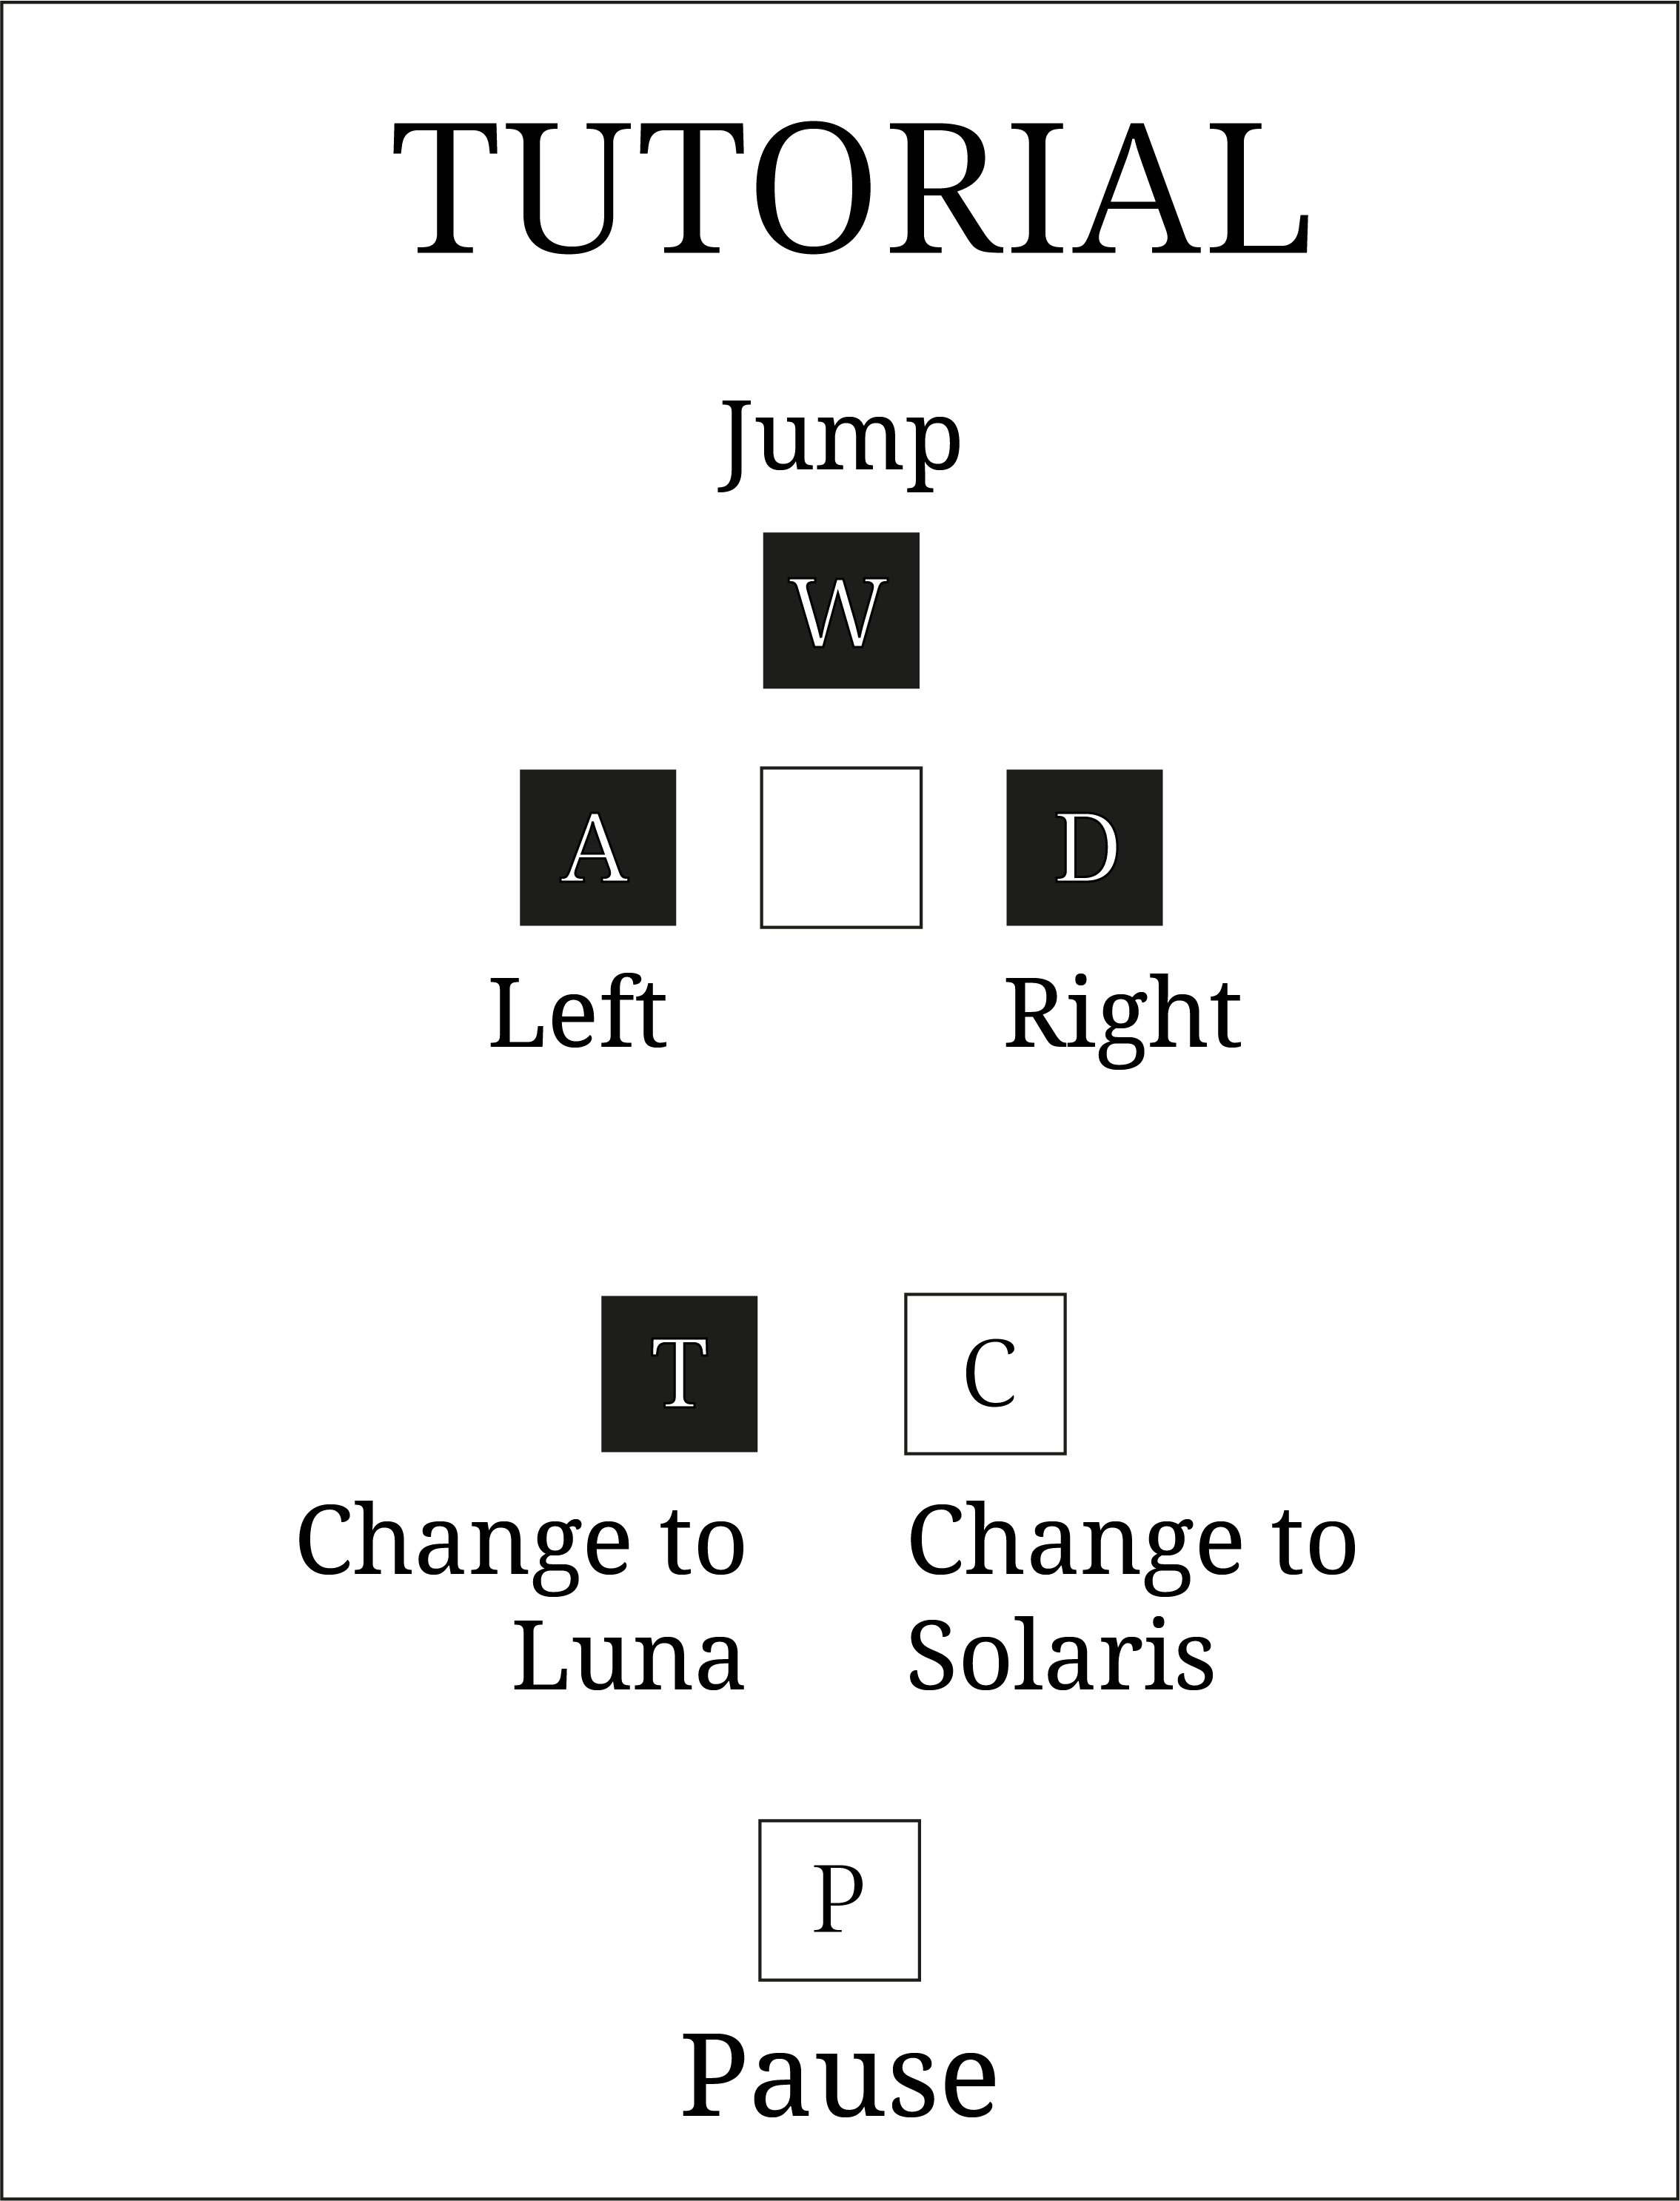 TUTORIAL
Jump
W
A D
Left Right
T C
Change to Change to
Luna Solaris
P
Pause